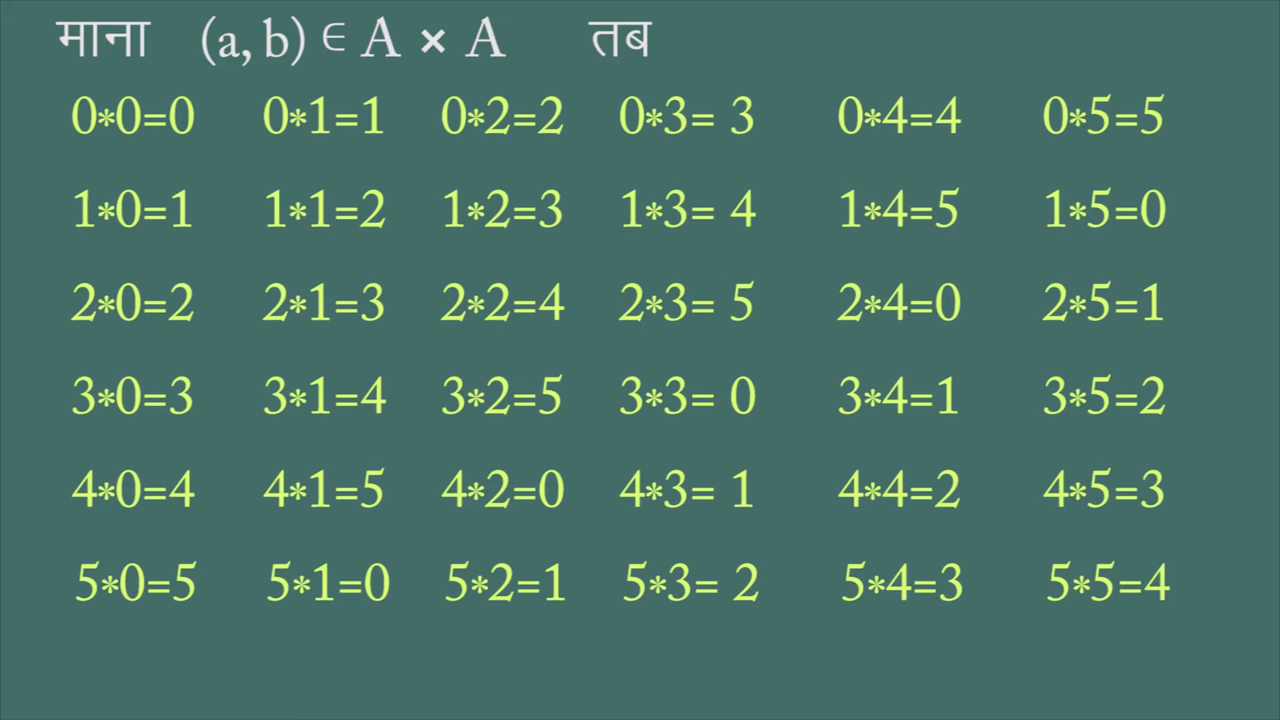 माना (a, b) ∈ A × A तब
0*0=0 0*1=1 0*2=2 0*3= 3 0*4=4 0*5=5
1*0=1 1*1=2 1*2=3 1*3= 4 1*4=5 1*5=0
2*0=2 2*1=3 2*2=4 2*3= 5 2*4=0 2*5=1
3*0=3 3*1=4 3*2=5 3*3= 0 3*4=1 3*5=2
4*0=4 4*1=5 4*2=0 4*3= 1 4*4=2 4*5=3
5*0=5 5*1=0 5*2=1 5*3= 2 5*4=3 5*5=4